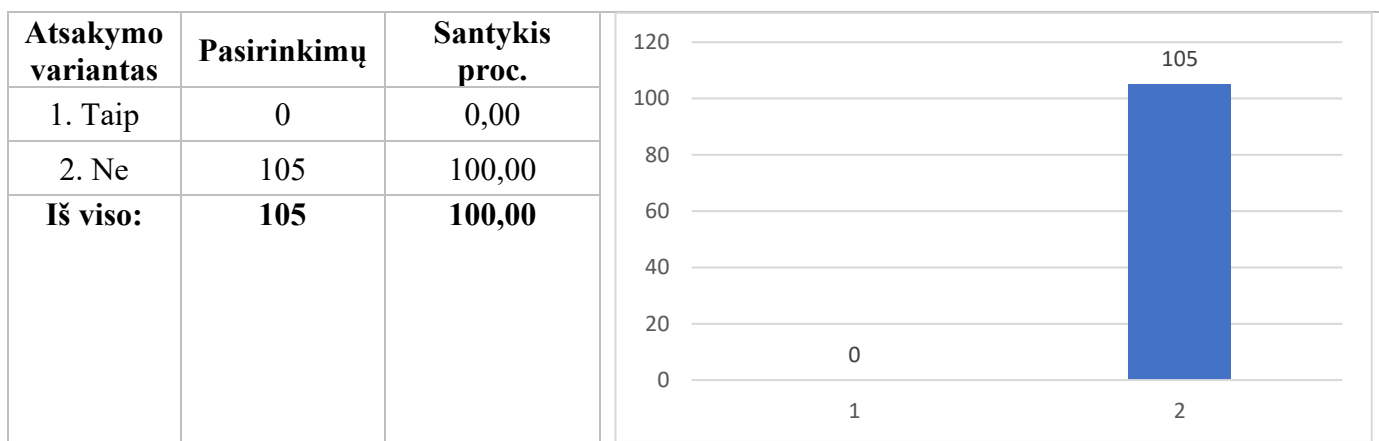 Atsakymo variantas Pasirinkimų Santykis proc.
1. Taip 0 0,00
2. Ne 105 100,00
Iš viso: 105 100,00
120
100
80
60
40
20
0
0
105
1 2